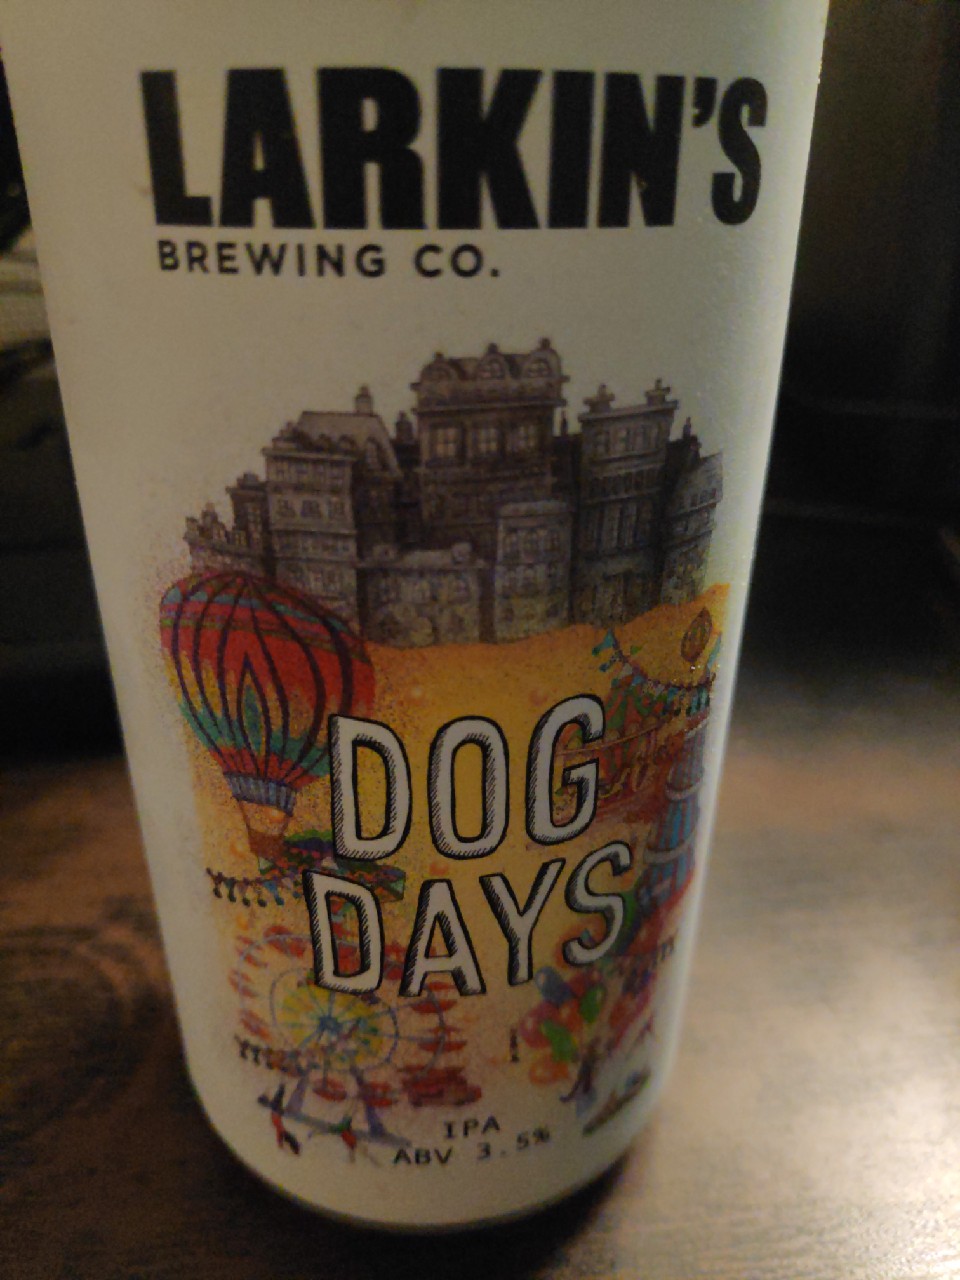 LARKIN'S
BREWING CO.
DOG
DAYS
IPA
ABV 3.5%